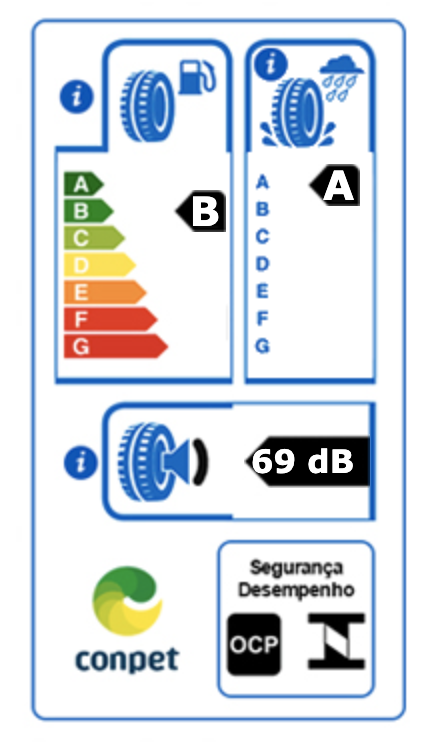 i
i
A
B
C
D
E
F
G
B
A
B
C
D
E
F
G
A
i
69 dB
conpet
Segurança
Desempenho
OCP